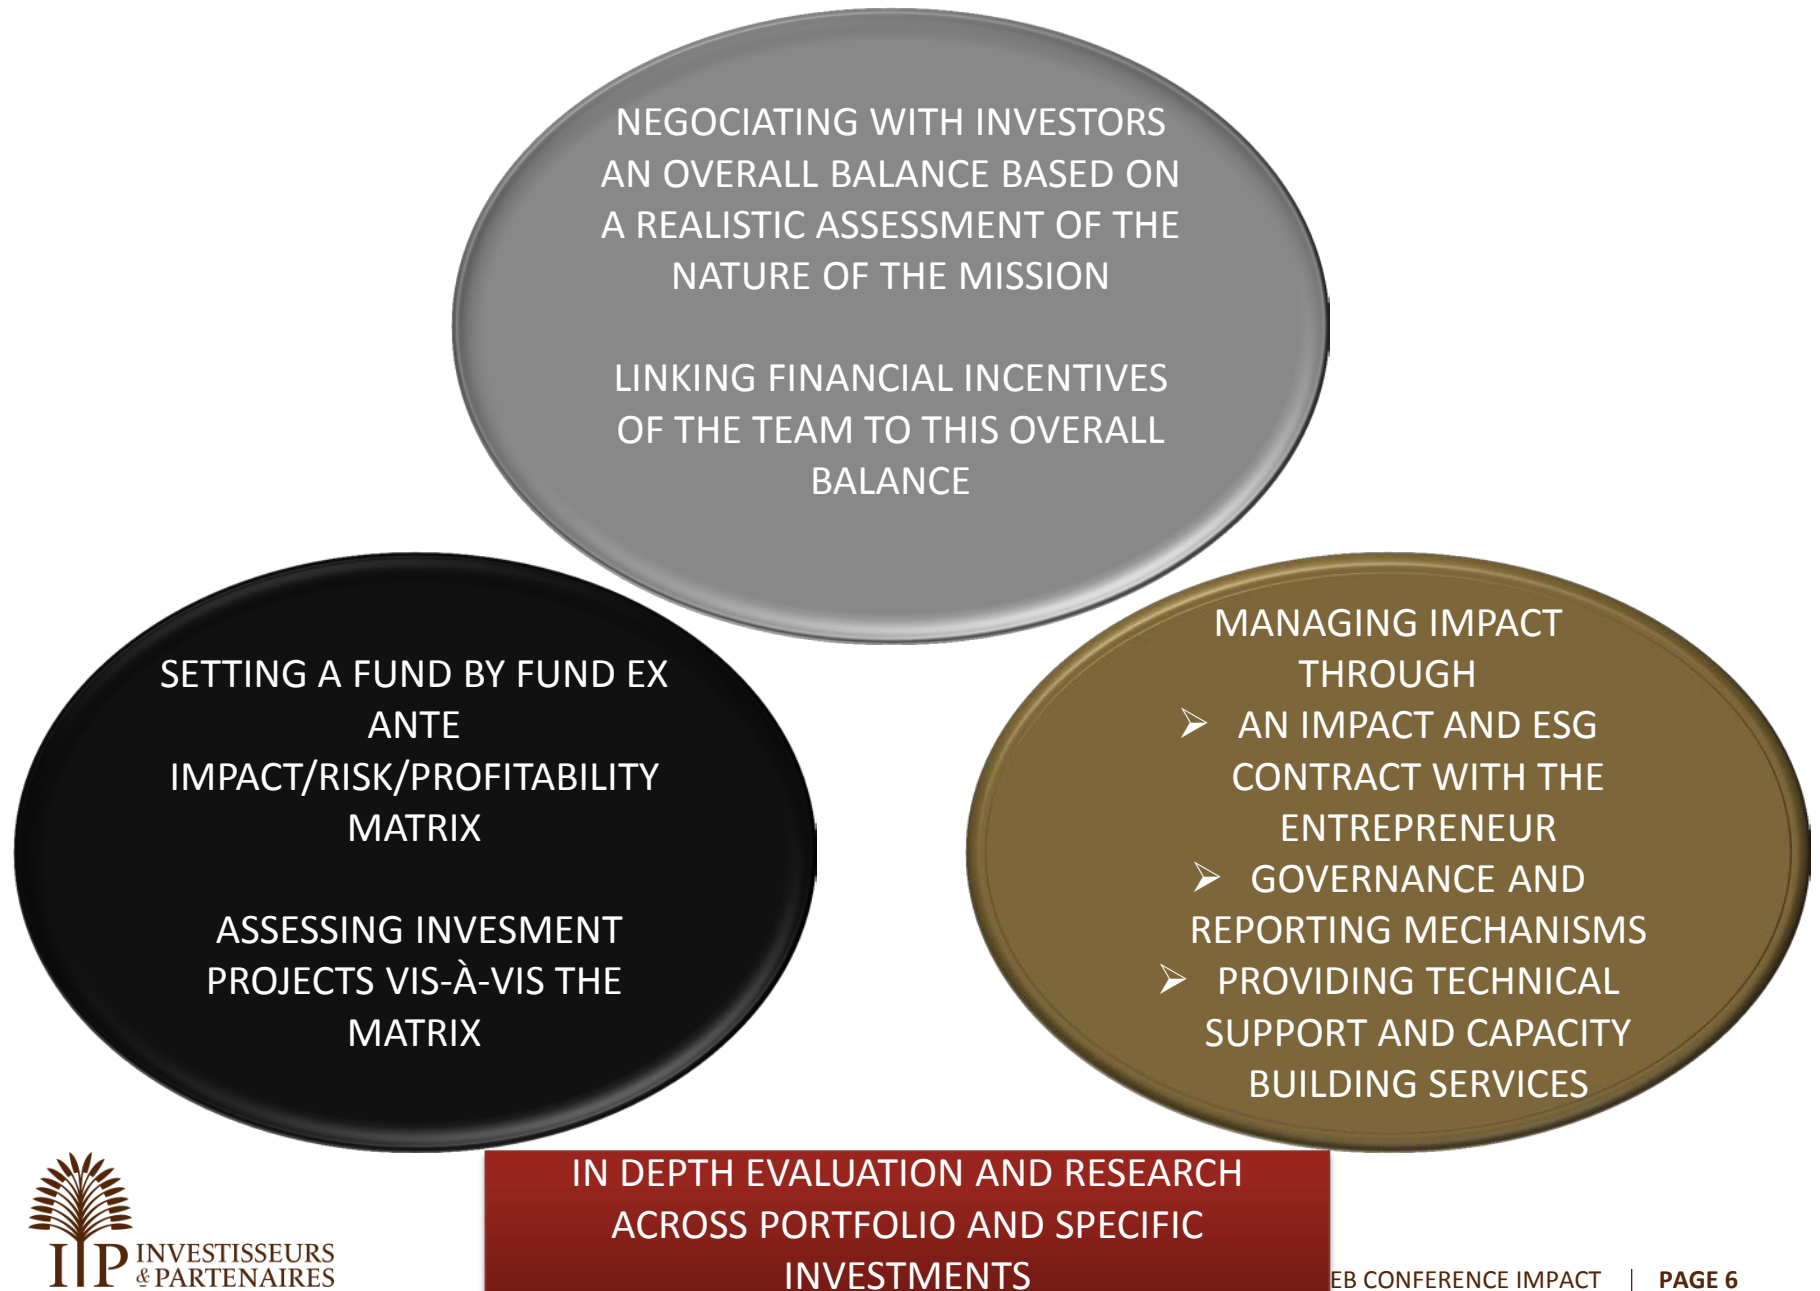 NEGOCIATING WITH INVESTORS
AN OVERALL BALANCE BASED ON
A REALISTIC ASSESSMENT OF THE
NATURE OF THE MISSION
LINKING FINANCIAL INCENTIVES
OF THE TEAM TO THIS OVERALL
BALANCE
SETTING A FUND BY FUND EX
ANTE
IMPACT/RISK/PROFITABILITY
MATRIX
ASSESSING INVESMENT
PROJECTS VIS-À-VIS THE
MATRIX
MANAGING IMPACT
THROUGH
➢ AN IMPACT AND ESG
CONTRACT WITH THE
ENTREPRENEUR
➢ GOVERNANCE AND
REPORTING MECHANISMS
➢ PROVIDING TECHNICAL
SUPPORT AND CAPACITY
BUILDING SERVICES
IN DEPTH EVALUATION AND RESEARCH
ACROSS PORTFOLIO AND SPECIFIC
INVESTMENTS
I&P INVESTISSEURS
& PARTENAIRES
EB CONFERENCE IMPACT | PAGE 6